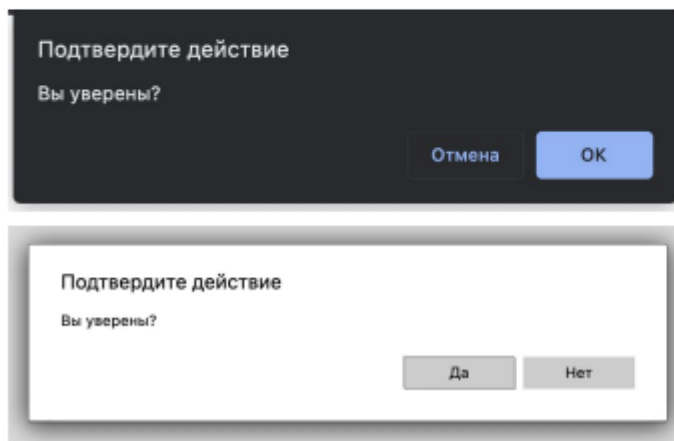 Подтвердите действие
Вы уверены?
Отмена OK
Подтвердите действие
Вы уверены?
Да Нет